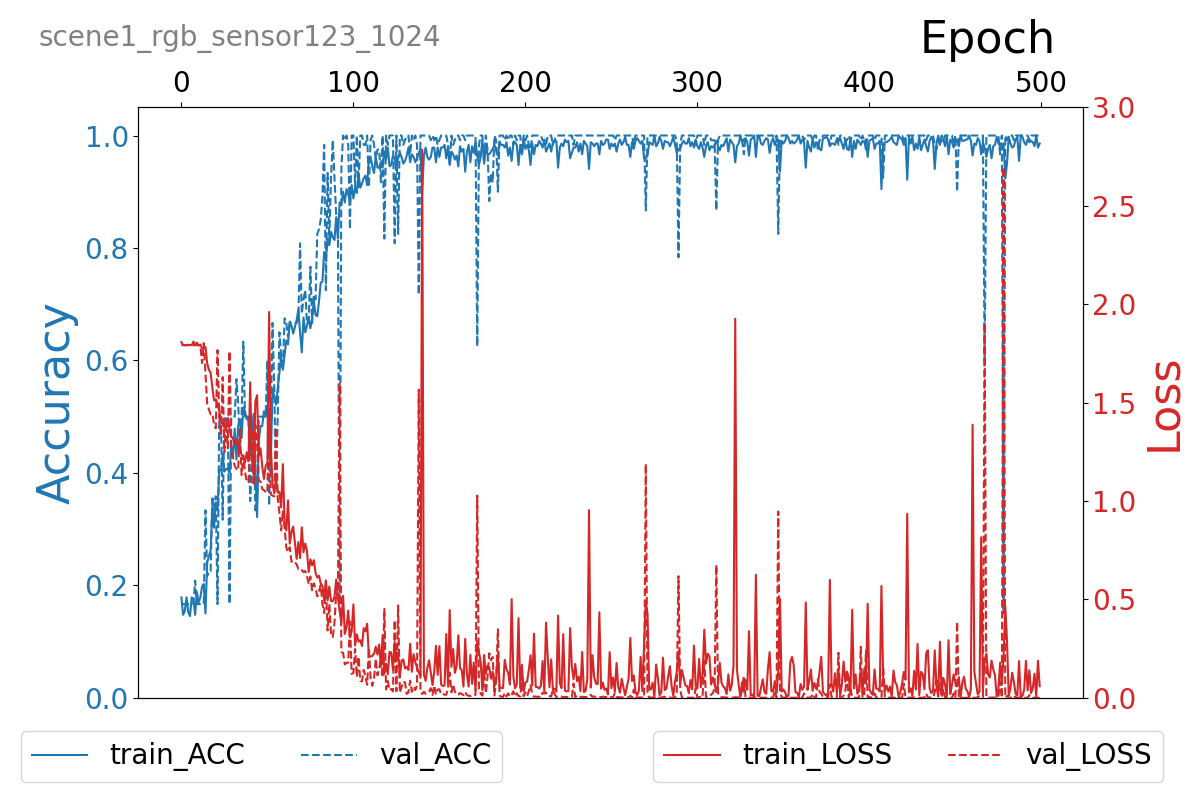 scene1_rgb_sensor123_1024
Epoch
0 100 200 300 400 500
1.0
0.8
0.6
0.4
0.2
0.0
Accuracy
3.0
2.5
2.0
1.5
1.0
0.5
0.0
Loss
train_ACC val_ACC
train_LOSS val_LOSS